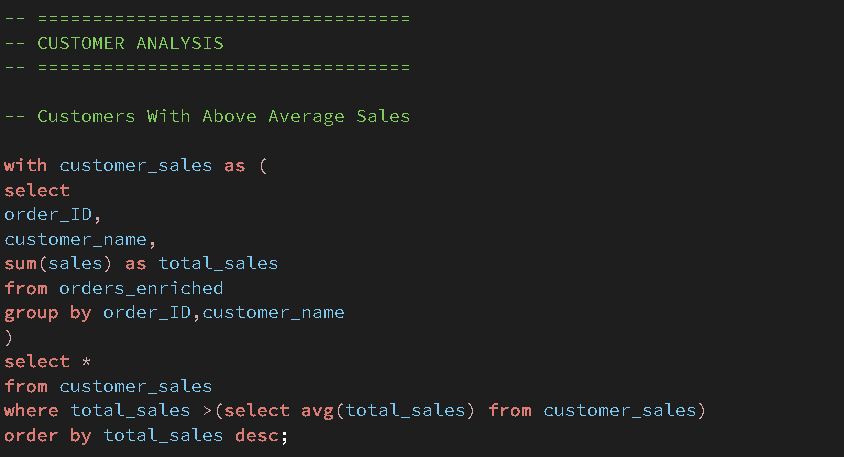 -- ==================================
-- CUSTOMER ANALYSIS
-- ==================================
-- Customers With Above Average Sales
with customer_sales as (
select
order_ID,
customer_name,
sum(sales) as total_sales
from orders_enriched
group by order_ID,customer_name
)
select *
from customer_sales
where total_sales >(select avg(total_sales) from customer_sales)
order by total_sales desc;